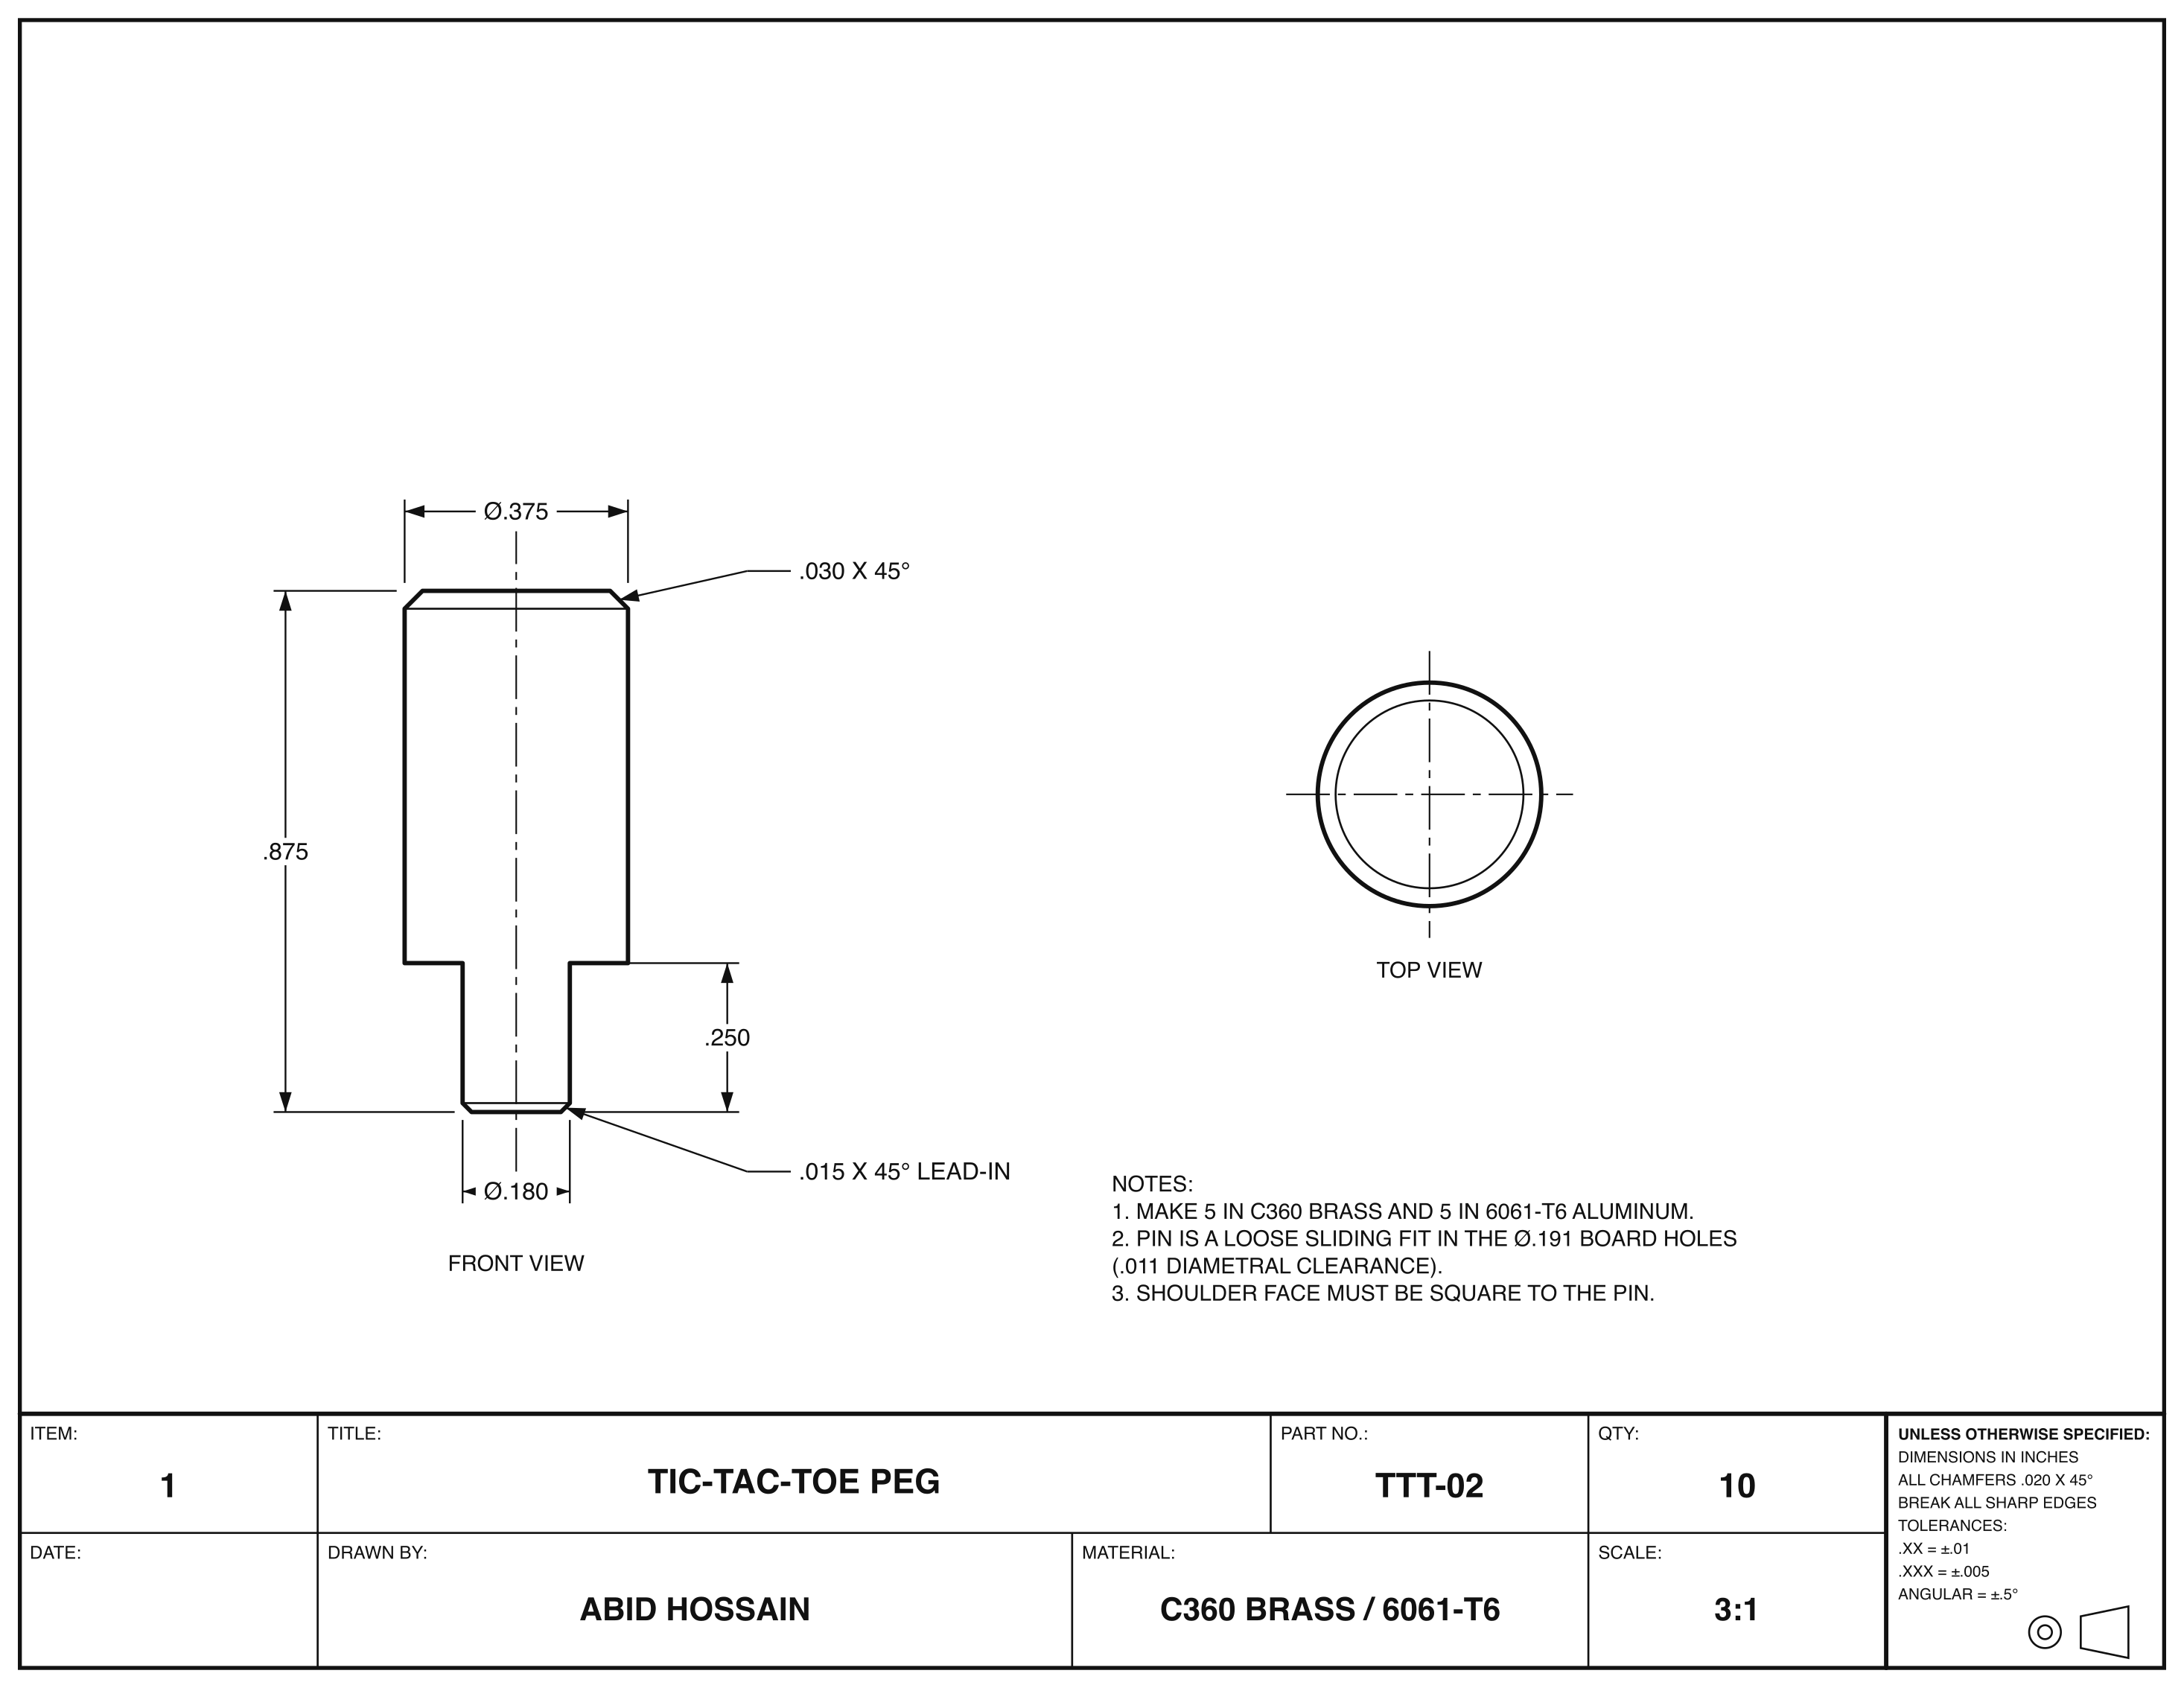 Ø.375
.030 X 45°
.875
.250
.015 X 45° LEAD-IN
Ø.180
FRONT VIEW
TOP VIEW
NOTES:
1. MAKE 5 IN C360 BRASS AND 5 IN 6061-T6 ALUMINUM.
2. PIN IS A LOOSE SLIDING FIT IN THE Ø.191 BOARD HOLES
(.011 DIAMETRAL CLEARANCE).
3. SHOULDER FACE MUST BE SQUARE TO THE PIN.
ITEM:
1
TITLE:
TIC-TAC-TOE PEG
PART NO.:
TTT-02
QTY:
10
DATE:
DRAWN BY:
ABID HOSSAIN
MATERIAL:
C360 BRASS / 6061-T6
SCALE:
3:1
UNLESS OTHERWISE SPECIFIED:
DIMENSIONS IN INCHES
ALL CHAMFERS .020 X 45°
BREAK ALL SHARP EDGES
TOLERANCES:
.XX = ±.01
.XXX = ±.005
ANGULAR = ±.5°